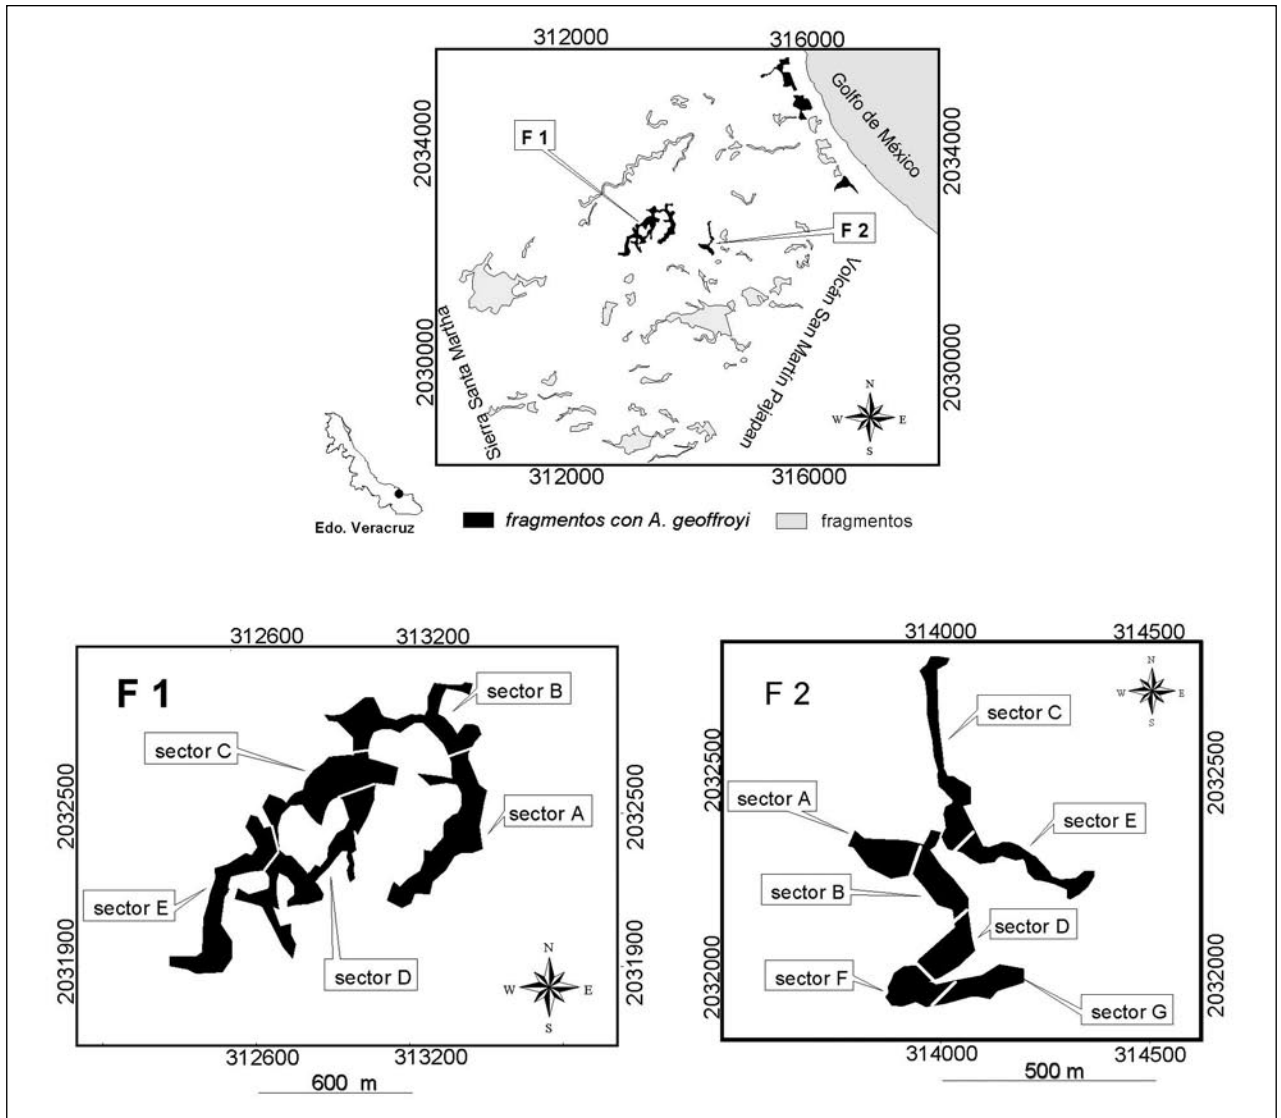 312000 316000
Golfo de México
2034000
2034000
F 1
F 2
Volcán San Martín Pajapan
Sierra Santa Martha
2030000
2030000
N
W E
S
312000 316000
Edo. Veracruz
fragmentos con A. geoffroyi fragmentos
312600 313200
F 1
sector B
sector C
sector A
sector E
sector D
2032500
2032500
2031900
2031900
N
W E
S
312600 313200
600 m
314000 314500
F 2
N
W E
S
sector C
sector A
sector E
sector B
sector D
sector F
sector G
2032500
2032500
2032000
2032000
314000 314500
500 m